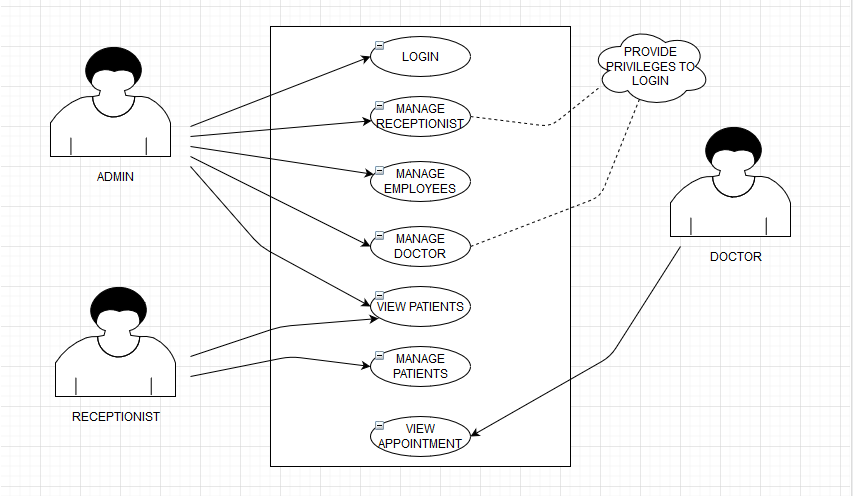 LOGIN
PROVIDE
PRIVILEGES TO
LOGIN
MANAGE
RECEPTIONIST
ADMIN
MANAGE
EMPLOYEES
MANAGE
DOCTOR
DOCTOR
VIEW PATIENTS
MANAGE
PATIENTS
RECEPTIONIST
VIEW
APPOINTMENT